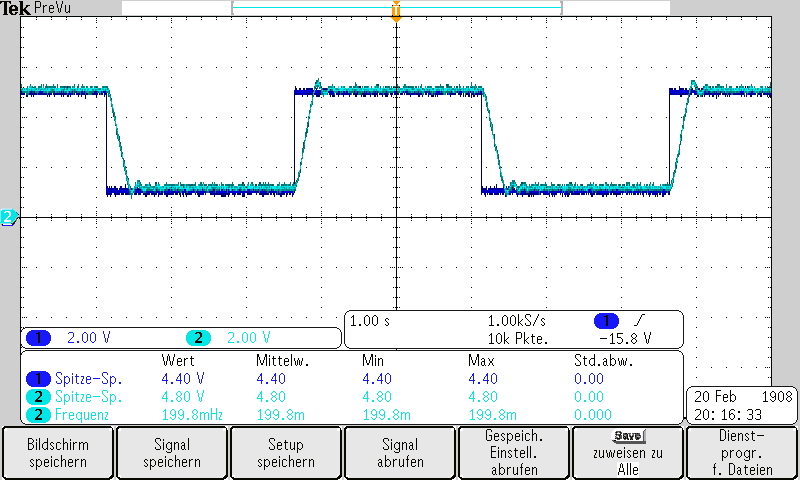 Tek PreVu
T
2
1 2.00 V 2 2.00 V
1.00 s 1.00kS/s 1
10k Pkte. −15.8 V
Wert Mittelw. Min Max Std.abw.
1 Spitze−Sp. 4.40 V 4.40 4.40 4.40 0.00
2 Spitze−Sp. 4.80 V 4.80 4.80 4.80 0.00
2 Frequenz 199.8mHz 199.8m 199.8m 199.8m 0.000
20 Feb 1908
20:16:33
Bildschirm
speichern
Signal
speichern
Setup
speichern
Signal
abrufen
Gespeich.
Einstell.
abrufen
Save
zuweisen zu
Alle
Dienst−
progr.
f. Dateien